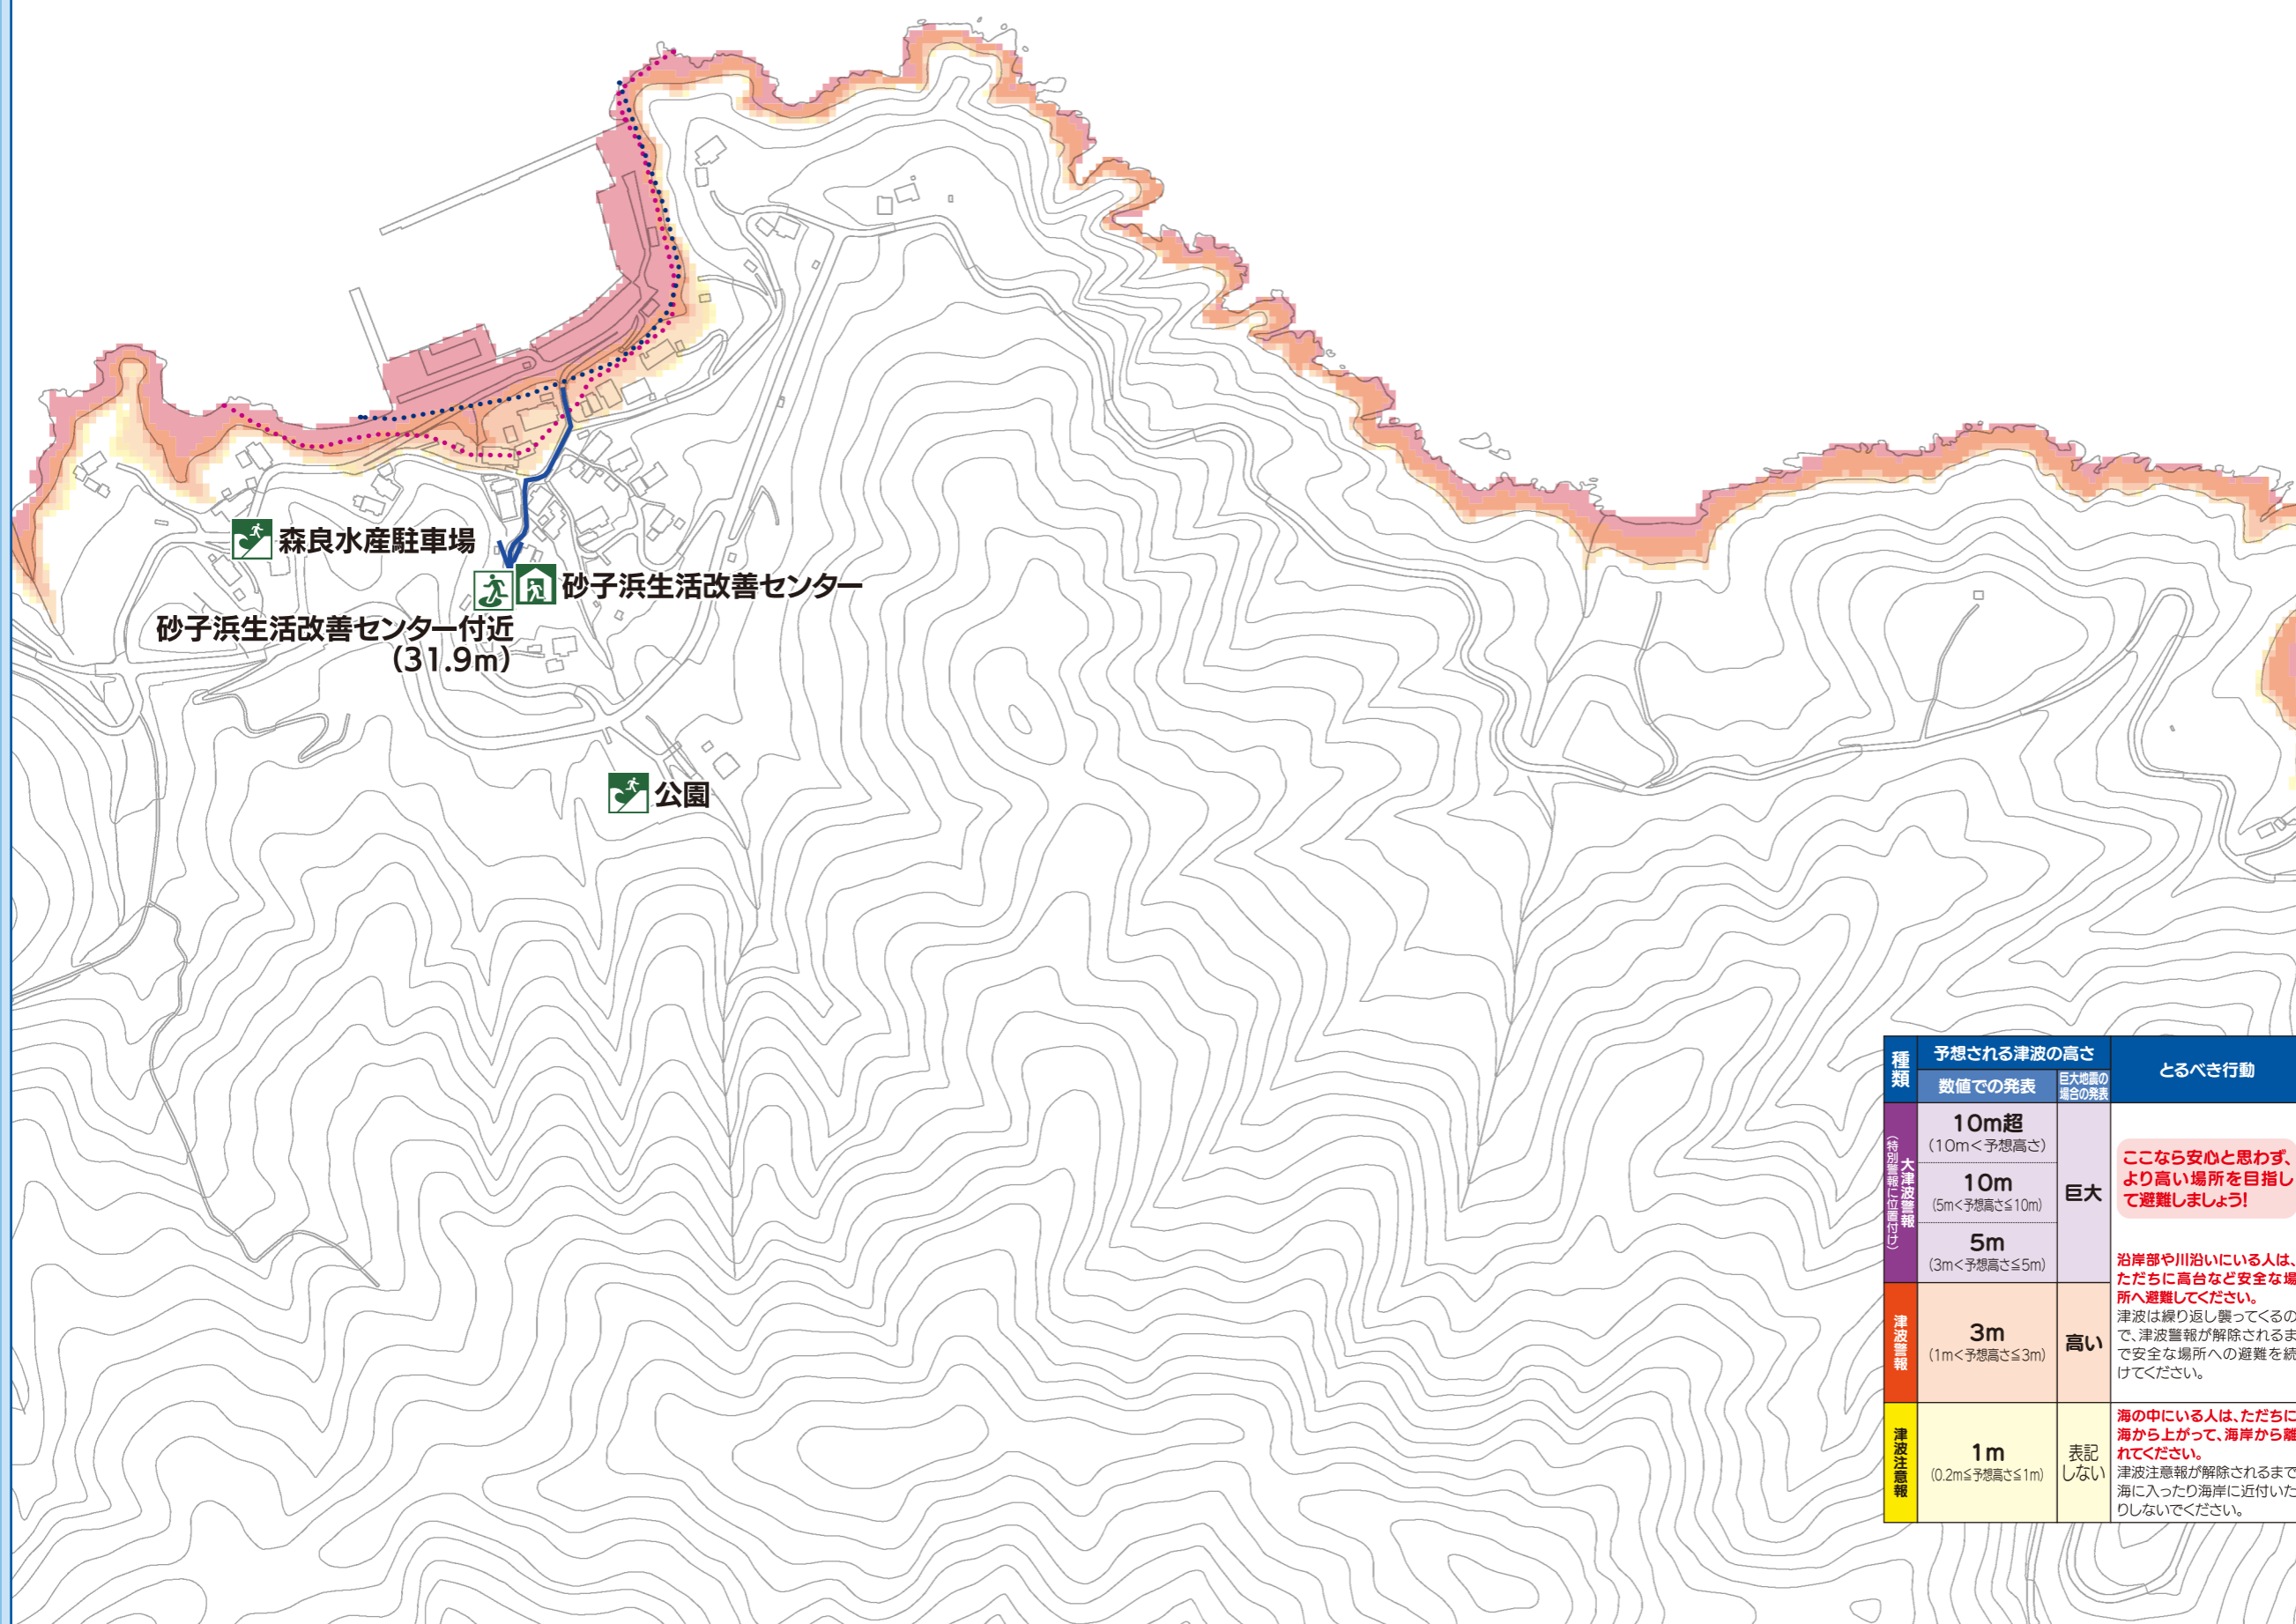 森良水産駐車場
砂子浜生活改善センター
砂子浜生活改善センター付近
(31.9m)
公園
種類
予想される津波の高さ
とるべき行動
数値での発表
巨大地震の
場合の発表
大津波警報
(特別警報に位置付け)
10m超
(10m<予想高さ)
10m
(5m<予想高さ≦10m)
5m
(3m<予想高さ≦5m)
巨大
ここなら安心と思わず、
より高い場所を目指し
て避難しましょう!
沿岸部や川沿いにいる人は、
ただちに高台など安全な場
所へ避難してください。
津波は繰り返し襲ってくるの
で、津波警報が解除されるま
で安全な場所への避難を続
けてください。
津波警報
3m
(1m<予想高さ≦3m)
高い
津波注意報
1m
(0.2m≦予想高さ≦1m)
表記
しない
海の中にいる人は、ただちに
海から上がって、海岸から離
れてください。
津波注意報が解除されるまで
海に入ったり海岸に近付いた
りしないでください。